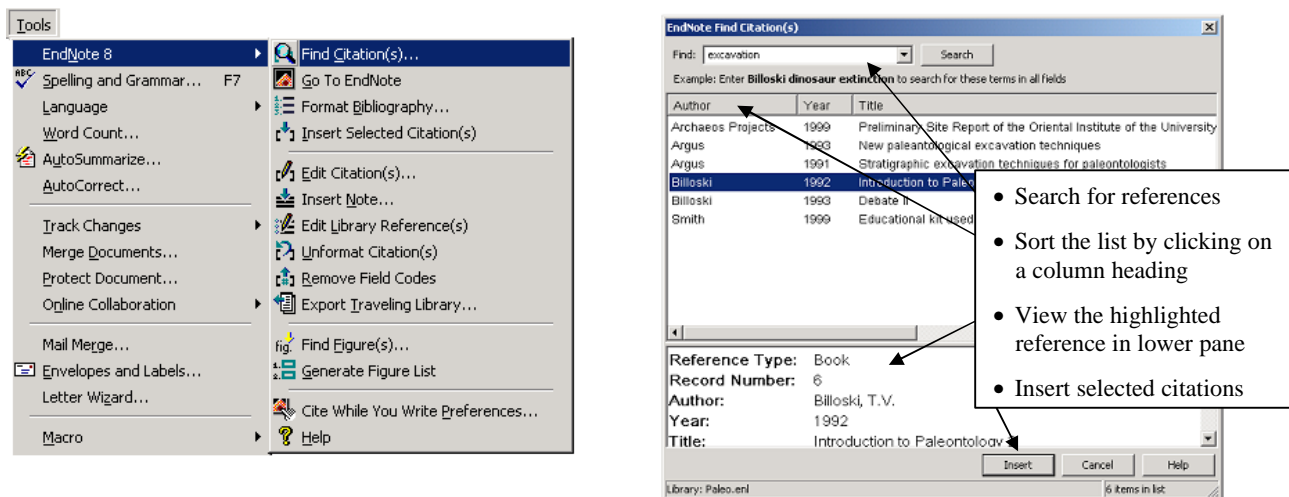 Tools
EndNote 8
Spelling and Grammar... F7
Language
Word Count...
AutoSummarize...
AutoCorrect...
Track Changes
Merge Documents...
Protect Document...
Online Collaboration
Mail Merge...
Envelopes and Labels...
Letter Wizard...
Macro
Find Citation(s)...
Go To EndNote
Format Bibliography...
Insert Selected Citation(s)
Edit Citation(s)...
Insert Note...
Edit Library Reference(s)
Unformat Citation(s)
Remove Field Codes
Export Traveling Library...
Find Figure(s)...
Generate Figure List
Cite While You Write Preferences...
Help
EndNote Find Citation(s)
Find: excavation Search
Example: Enter Billoski dinosaur extinction to search for these terms in all fields
Author Year Title
Archaeos Projects 1999 Preliminary Site Report of the Oriental Institute of the University
Argus 1993 New paleantological excavation techniques
Argus 1991 Stratigraphic excavation techniques for paleontologists
Billoski 1992 Introduction to Paleo
Billoski 1993 Debate II
Smith 1999 Educational kit used
• Search for references
• Sort the list by clicking on
a column heading
• View the highlighted
reference in lower pane
• Insert selected citations
Reference Type: Book
Record Number: 6
Author: Billoski, T.V.
Year: 1992
Title: Introduction to Paleontology
Insert Cancel Help
Library: Paleo.enl 6 items in list